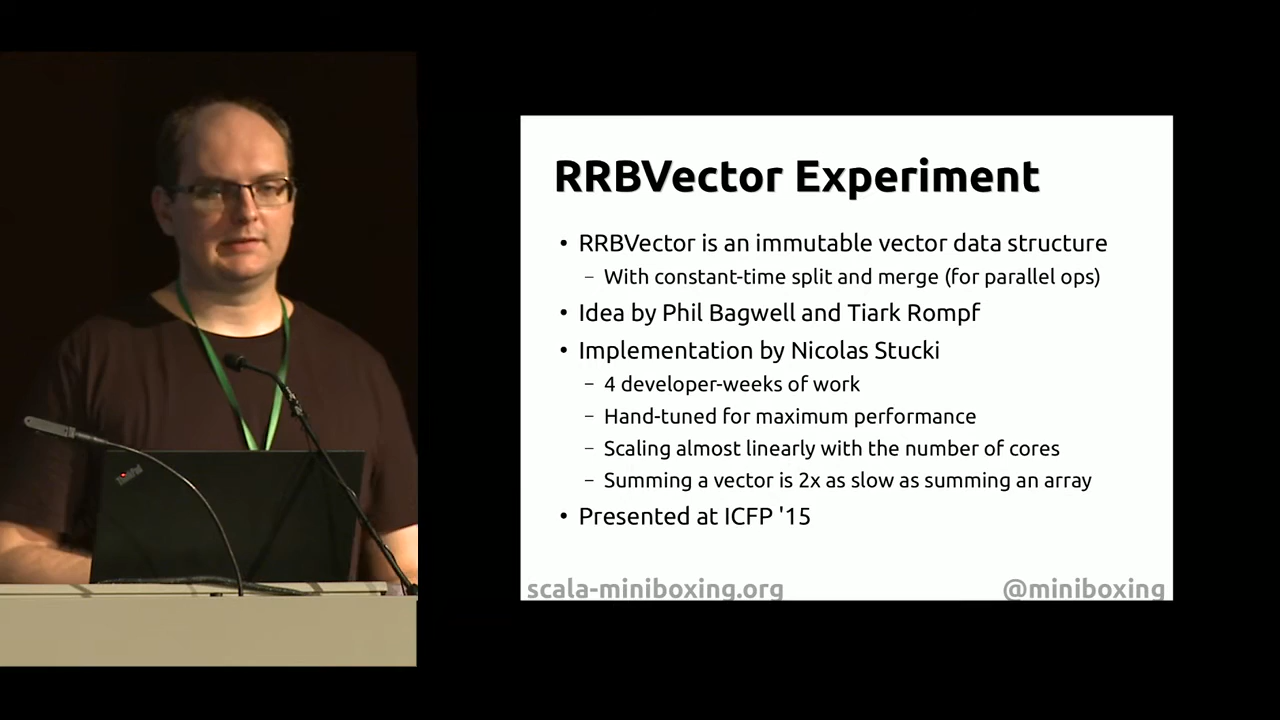 RRBVector Experiment
• RRBVector is an immutable vector data structure
– With constant-time split and merge (for parallel ops)
• Idea by Phil Bagwell and Tiark Rompf
• Implementation by Nicolas Stucki
– 4 developer-weeks of work
– Hand-tuned for maximum performance
– Scaling almost linearly with the number of cores
– Summing a vector is 2x as slow as summing an array
• Presented at ICFP '15
scala-miniboxing.org
@miniboxing
ThinkPad